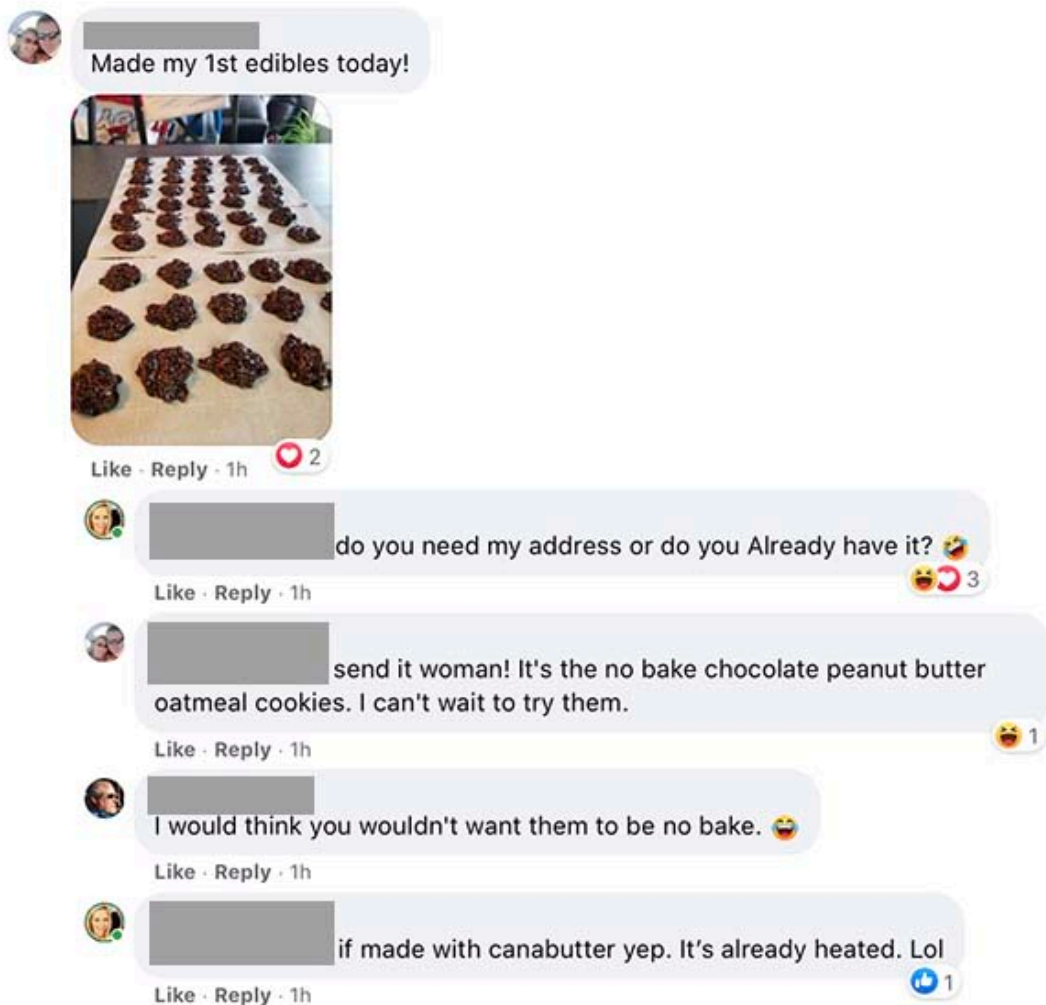 Made my 1st edibles today!
Like · Reply · 1h
2
do you need my address or do you Already have it?
3
Like · Reply · 1h
send it woman! It's the no bake chocolate peanut butter
oatmeal cookies. I can't wait to try them.
1
Like · Reply · 1h
I would think you wouldn't want them to be no bake.
Like · Reply · 1h
if made with canabutter yep. It's already heated. Lol
1
Like · Reply · 1h